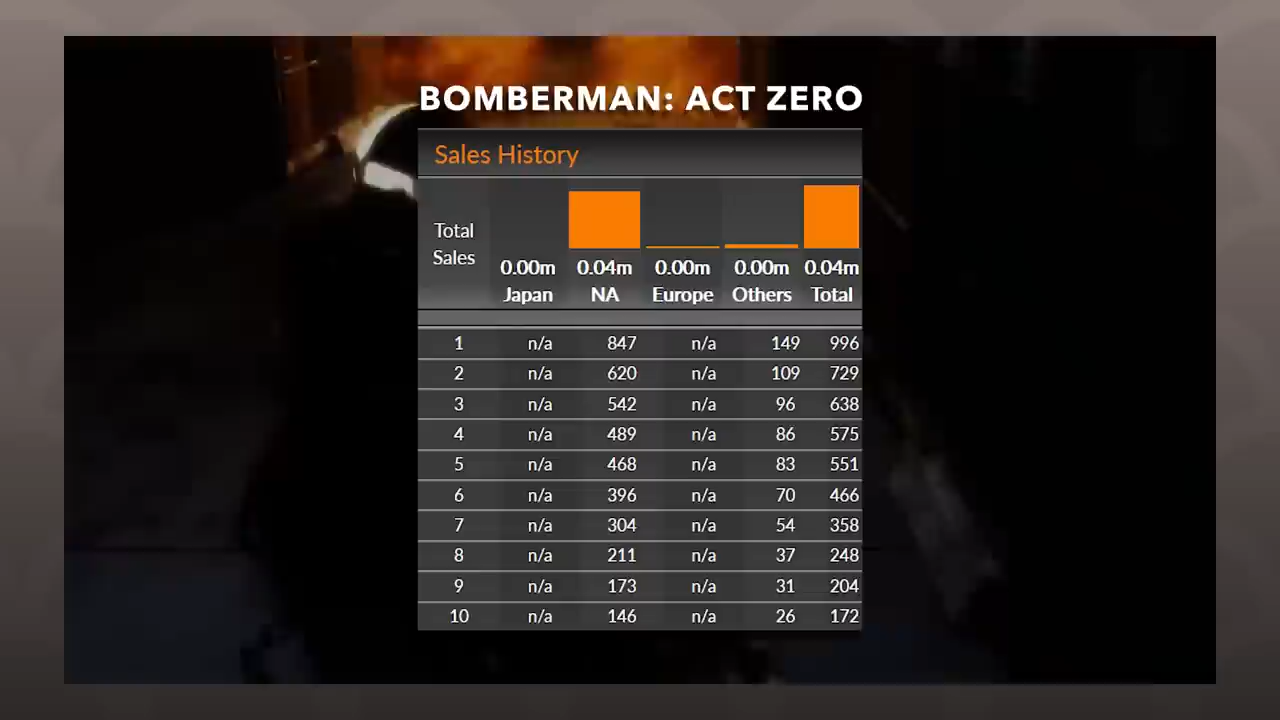 BOMBERMAN: ACT ZERO
Sales History
Total Sales 0.00m Japan 0.04m NA 0.00m Europe 0.00m Others 0.04m Total
1 n/a 847 n/a 149 996
2 n/a 620 n/a 109 729
3 n/a 542 n/a 96 638
4 n/a 489 n/a 86 575
5 n/a 468 n/a 83 551
6 n/a 396 n/a 70 466
7 n/a 304 n/a 54 358
8 n/a 211 n/a 37 248
9 n/a 173 n/a 31 204
10 n/a 146 n/a 26 172